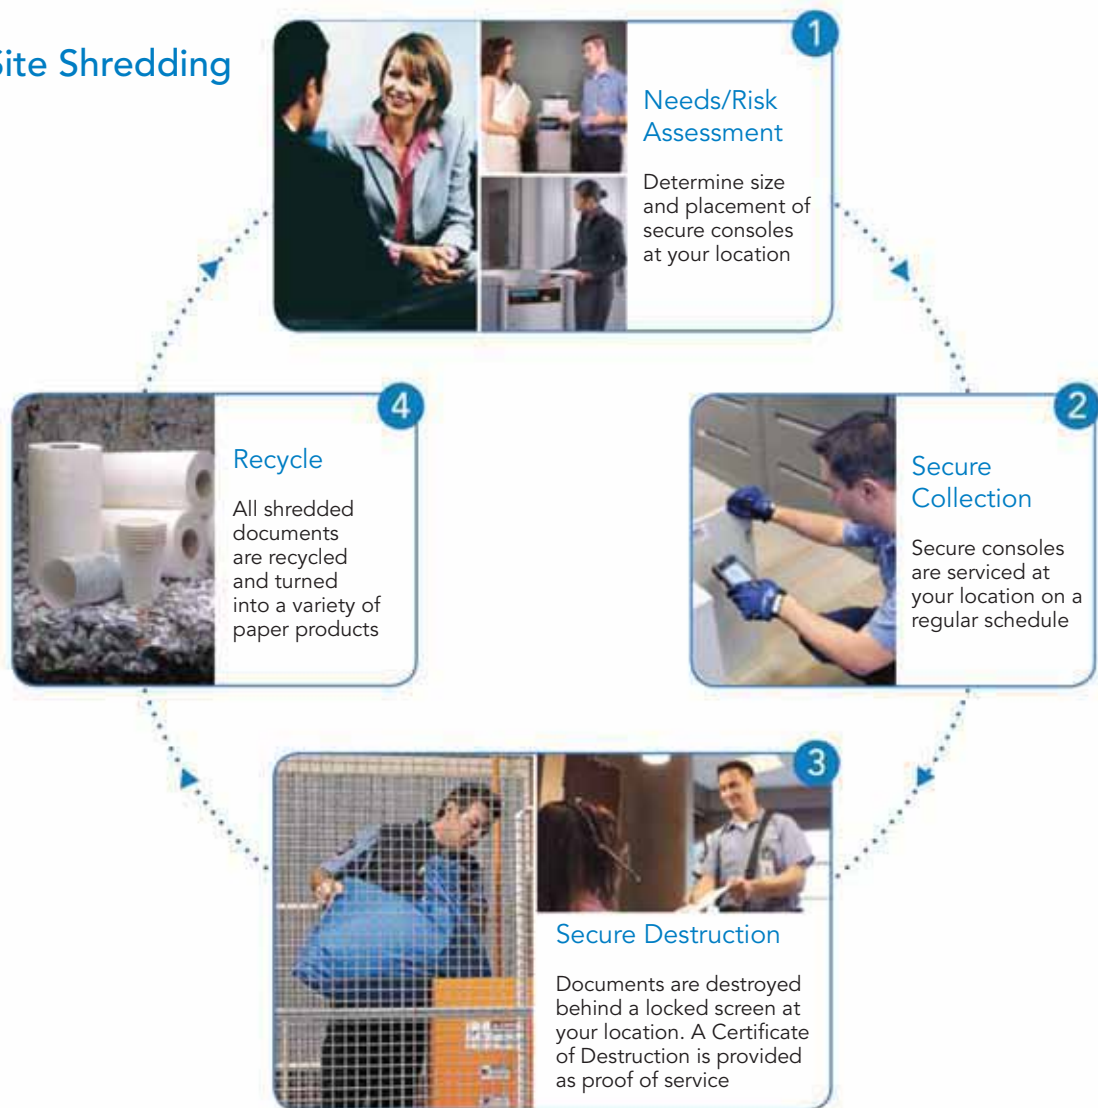 Site Shredding
1
Needs/Risk
Assessment
Determine size
and placement of
secure consoles
at your location
2
Secure
Collection
Secure consoles
are serviced at
your location on a
regular schedule
3
Secure Destruction
Documents are destroyed
behind a locked screen at
your location. A Certificate
of Destruction is provided
as proof of service
4
Recycle
All shredded
documents
are recycled
and turned
into a variety of
paper products